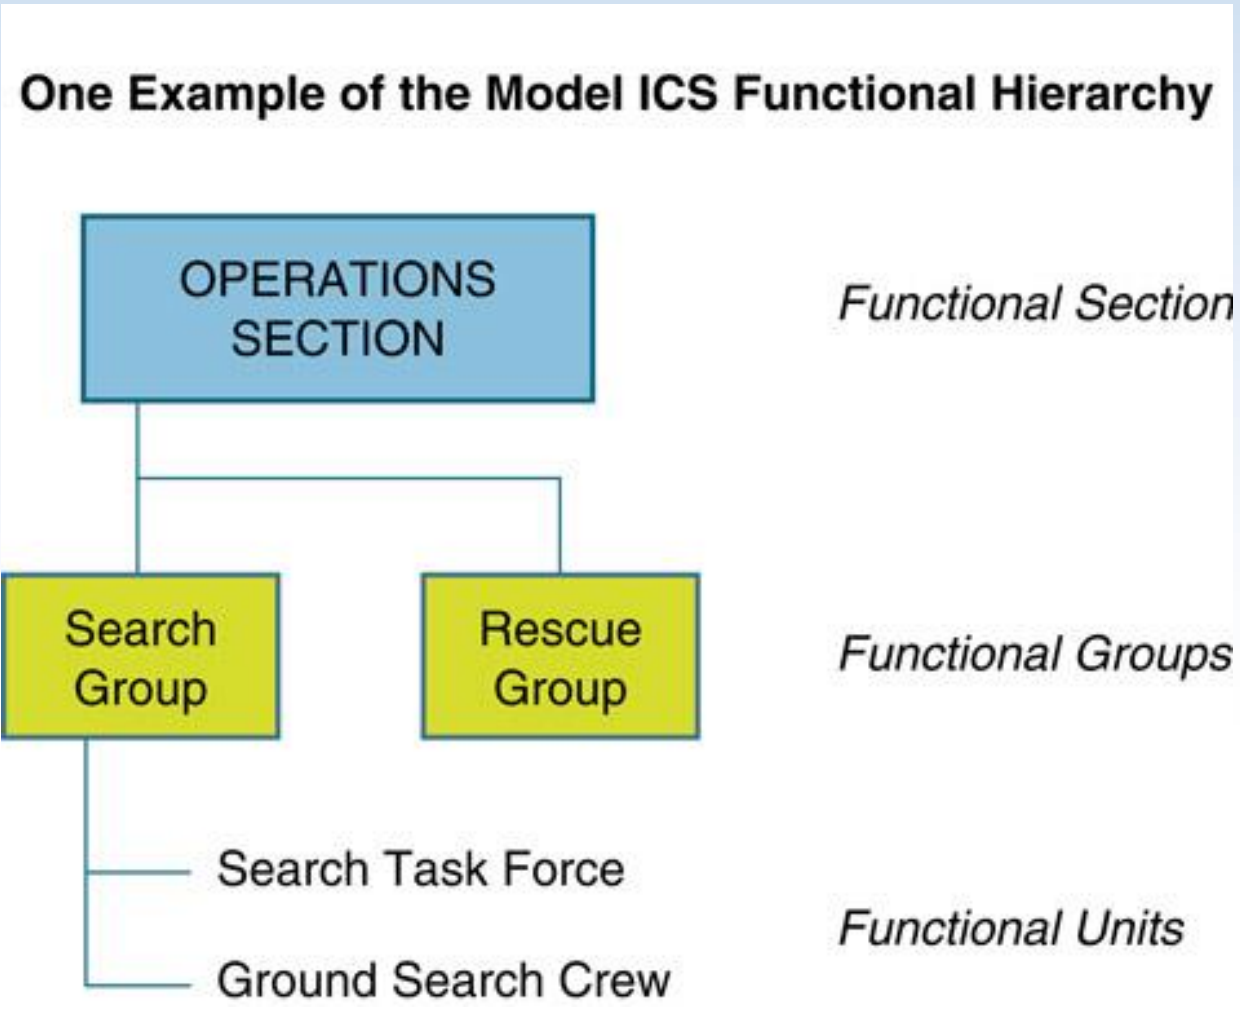 One Example of the Model ICS Functional Hierarchy
OPERATIONS
SECTION
Functional Section
Search
Group
Rescue
Group
Functional Groups
Search Task Force
Functional Units
Ground Search Crew